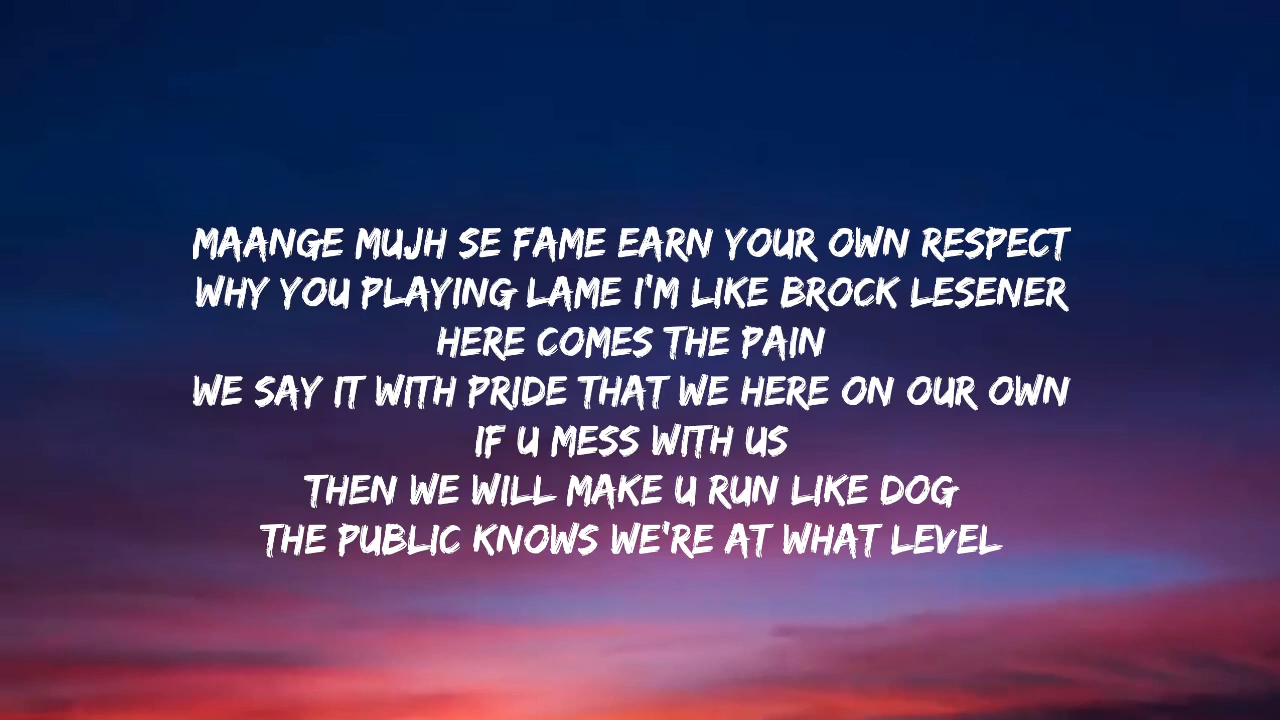 MAANGE MUJH SE FAME EARN YOUR OWN RESPECT
WHY YOU PLAYING LAME I'M LIKE BROCK LESENER
HERE COMES THE PAIN
WE SAY IT WITH PRIDE THAT WE HERE ON OUR OWN
IF U MESS WITH US
THEN WE WILL MAKE U RUN LIKE DOG
THE PUBLIC KNOWS WE'RE AT WHAT LEVEL